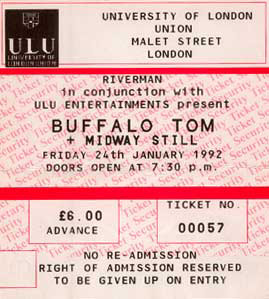 UNIVERSITY OF LONDON
UNION
MALET STREET
LONDON
ULU
UNIVERSITY OF
LONDON UNION
RIVERMAN
in conjunction with
ULU ENTERTAINMENTS present
BUFFALO TOM
+ MIDWAY STILL
FRIDAY 24th JANUARY 1992
DOORS OPEN AT 7:30 p.m.
£6.00
ADVANCE
TICKET NO.
00057
NO RE-ADMISSION
RIGHT OF ADMISSION RESERVED
TO BE GIVEN UP ON ENTRY
Ticket Security